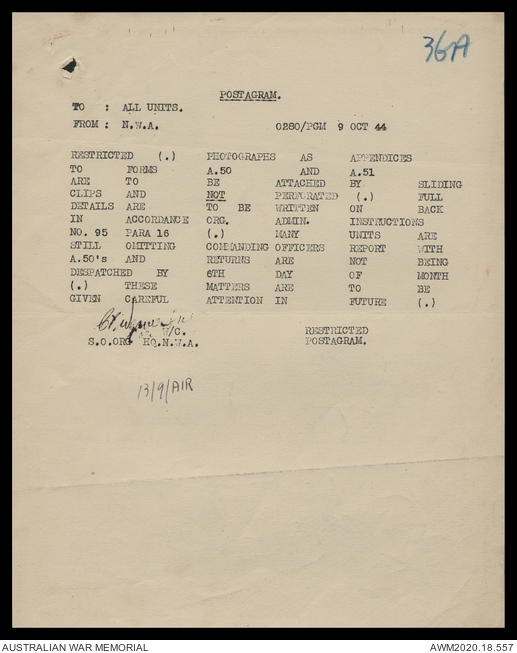 36A
POSTAGRAM.
TO : ALL UNITS.
FROM : N.W.A. 0280/PGM 9 OCT 44
RESTRICTED (.) PHOTOGRAPHS AS APPENDICES
TO FORMS A.50 AND A.51
ARE TO BE ATTACHED BY SLIDING
CLIPS AND NOT PERFORATED (.) FULL
DETAILS ARE TO BE WRITTEN ON BACK
IN ACCORDANCE ORG. ADMIN. INSTRUCTIONS
NO. 95 PARA 16 (.) MANY UNITS ARE
STILL OMITTING COMMANDING OFFICERS REPORT WITH
A.50's AND RETURNS ARE NOT BEING
DESPATCHED BY 6TH DAY OF MONTH
(.) THESE MATTERS ARE TO BE
GIVEN CAREFUL ATTENTION IN FUTURE (.)
W/C.
S.O.ORG HQ.N.W.A.
RESTRICTED
POSTAGRAM.
13/9/AIR
AUSTRALIAN WAR MEMORIAL AWM2020.18.557